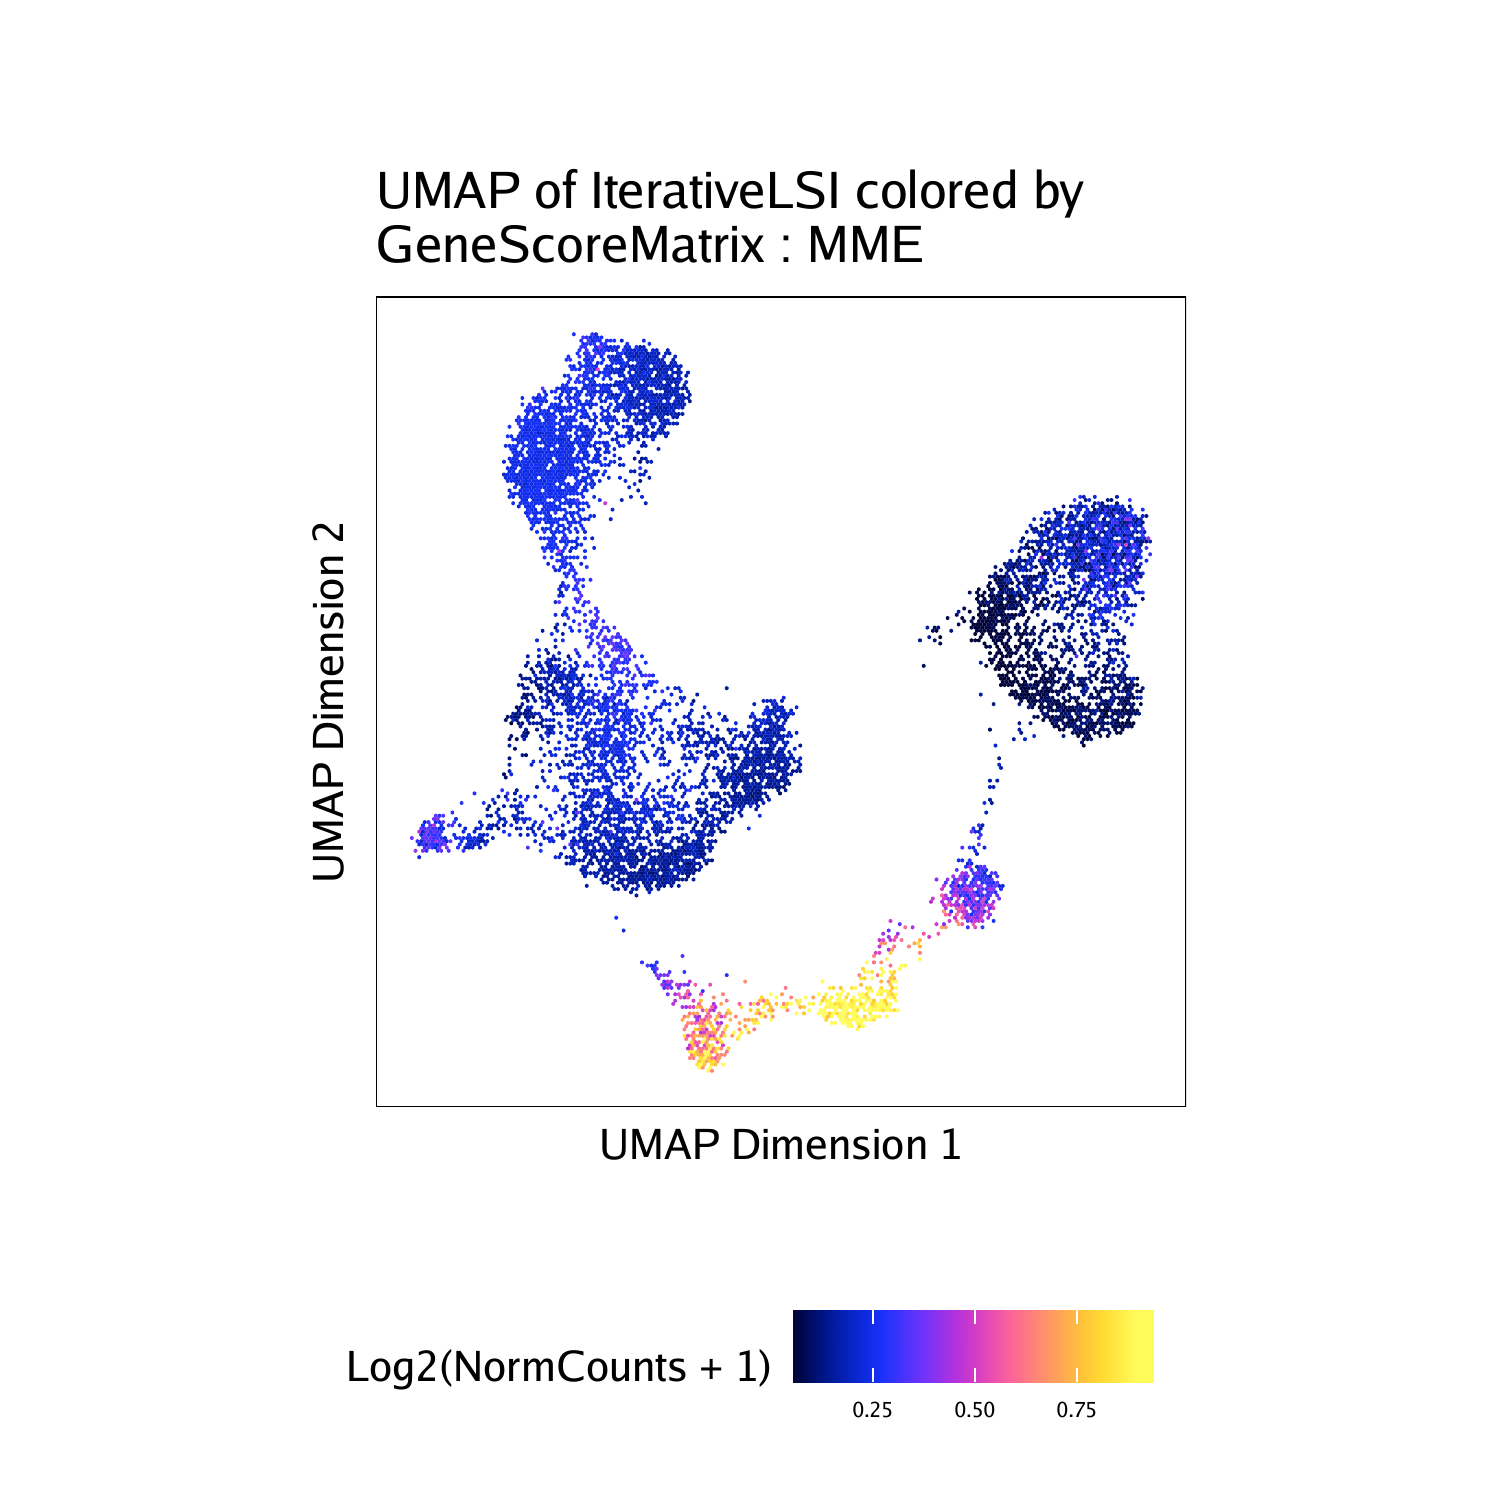 UMAP of IterativeLSI colored by
GeneScoreMatrix : MME
UMAP Dimension 2
UMAP Dimension 1
Log2(NormCounts + 1)
0.25 0.50 0.75